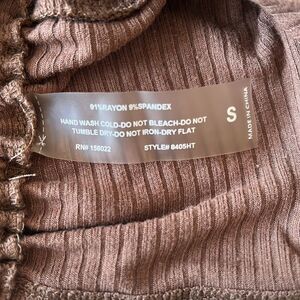 91%RAYON 9%SPANDEX
HAND WASH COLD-DO NOT BLEACH-DO NOT
TUMBLE DRY-DO NOT IRON-DRY FLAT
RN# 156022 STYLE# 8405HT
S
MADE IN CHINA